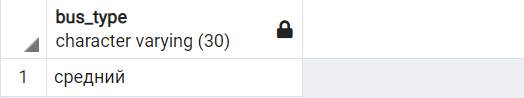 bus_type
character varying (30)
1 средний